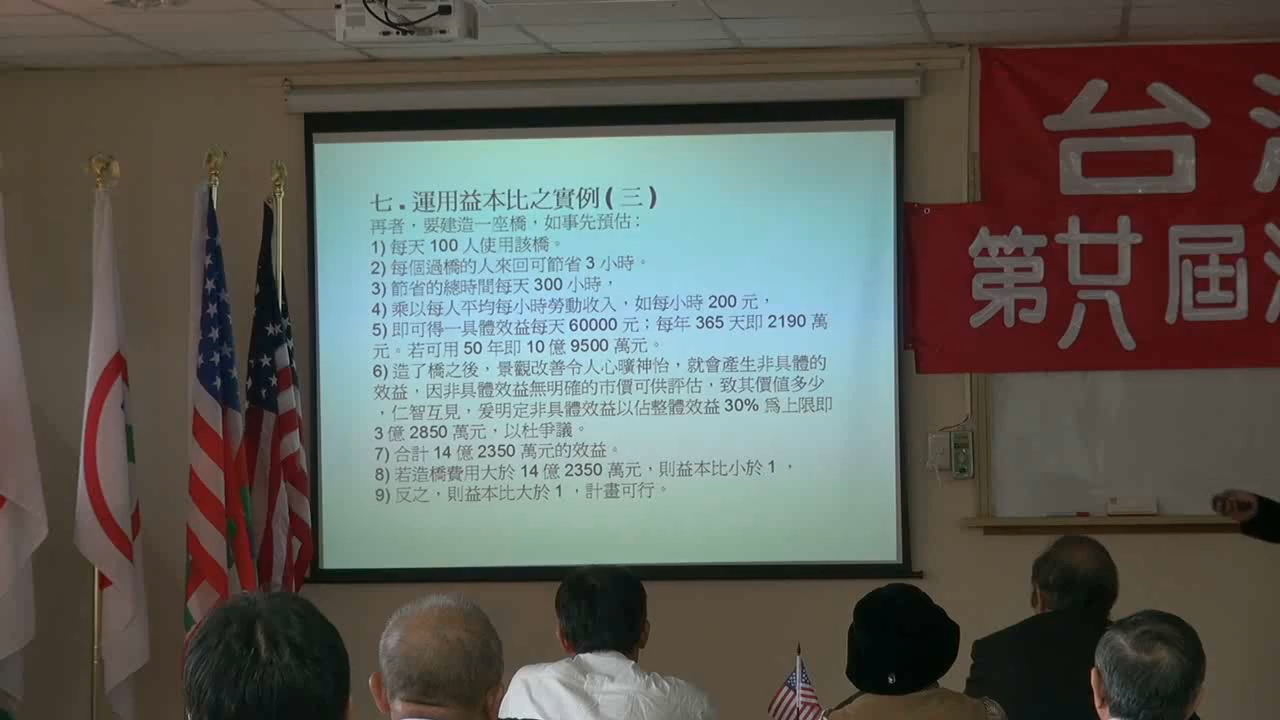 七．運用益本比之實例 ( 三 )
再者，要建造一座橋，如事先預估：
1) 每天 100 人使用該橋。
2) 每個過橋的人來回可節省 3 小時。
3) 節省的總時間每天 300 小時，
4) 乘以每人平均每小時勞動收入，如每小時 200 元，
5) 即可得一具體效益每天 60000 元；每年 365 天即 2190 萬
元。若可用 50 年即 10 億 9500 萬元。
6) 造了橋之後，景觀改善令人心曠神怡，就會產生非具體的
效益，因非具體效益無明確的市價可供評估，致其價值多少
，仁智互見，爰明定非具體效益以佔整體效益 30% 爲上限即
3 億 2850 萬元，以杜爭議。
7) 合計 14 億 2350 萬元的效益。
8) 若造橋費用大於 14 億 2350 萬元，則益本比小於 1 ，
9) 反之，則益本比大於 1 ，計畫可行。
台
第廿八屆